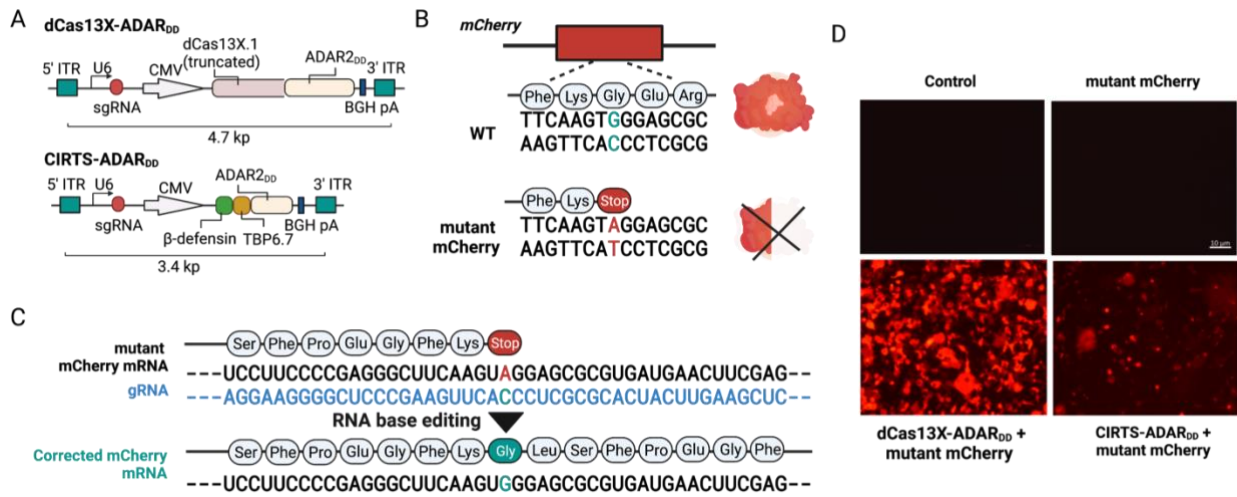 A
dCas13X-ADARDD
5' ITR
U6
CMV
dCas13X.1
(truncated)
ADAR2DD
3' ITR
sgRNA
BGH pA
4.7 kp
CIRTS-ADARDD
5' ITR
U6
CMV
ADAR2DD
3' ITR
sgRNA
BGH pA
β-defensin TBP6.7
3.4 kp
B
mCherry
Phe Lys Gly Glu Arg
TTCAAGTGGGAGCGC
WT
AAGTTCACCCTCGCG
Phe Lys Stop
mutant
mCherry
TTCAAGTAGGAGCGC
AAGTTCATCCTCGCG
C
Ser Phe Pro Glu Gly Phe Lys Stop
mutant
mCherry mRNA
---UCCUUCCCCGAGGGCUUCAAGUAGGAGCGCGUGAUGAACUUCGAG--
gRNA
---AGGAAGGGGCUCCCGAAGUUCACCCUCGCGCACUACUUGAAGCUC--
RNA base editing
Corrected mCherry
mRNA
Ser Phe Pro Glu Gly Phe Lys Gly Leu Ser Phe Pro Glu Gly Phe
---UCCUUCCCCGAGGGCUUCAAGUGGGAGCGCGUGAUGAACUUCGAG--
D
Control
mutant mCherry
10 μm
dCas13X-ADARDD +
mutant mCherry
CIRTS-ADARDD +
mutant mCherry